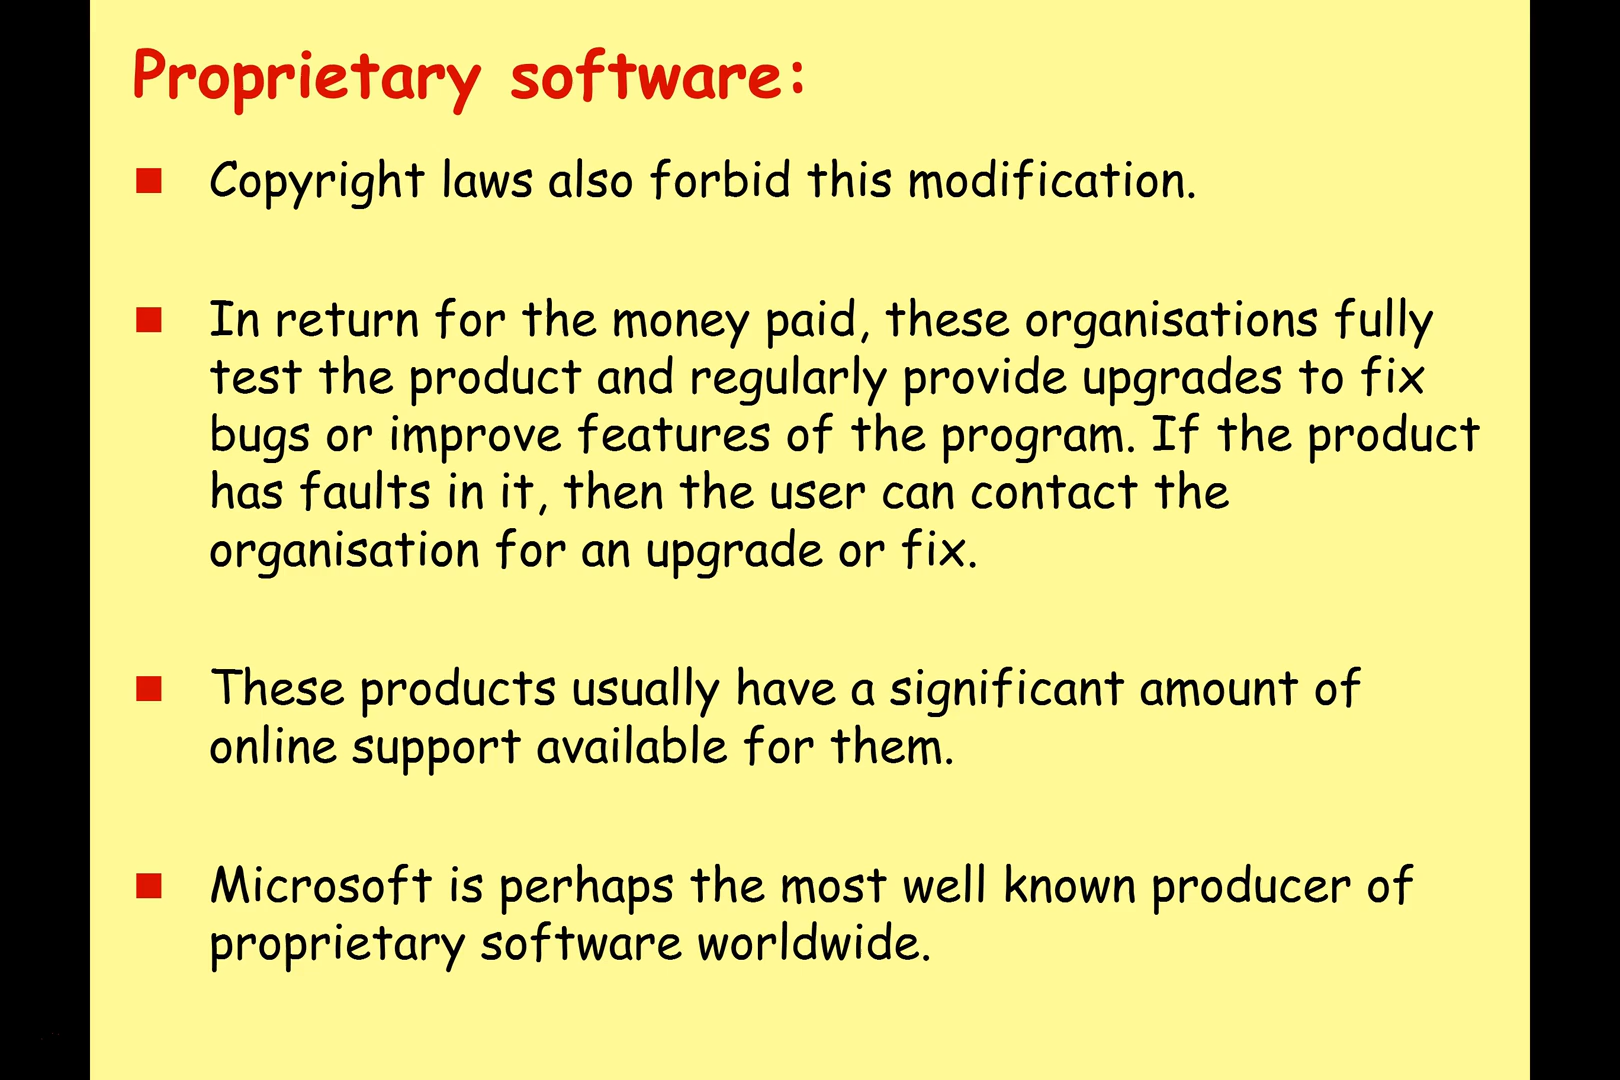 Proprietary software:
Copyright laws also forbid this modification.
In return for the money paid, these organisations fully
test the product and regularly provide upgrades to fix
bugs or improve features of the program. If the product
has faults in it, then the user can contact the
organisation for an upgrade or fix.
These products usually have a significant amount of
online support available for them.
Microsoft is perhaps the most well known producer of
proprietary software worldwide.